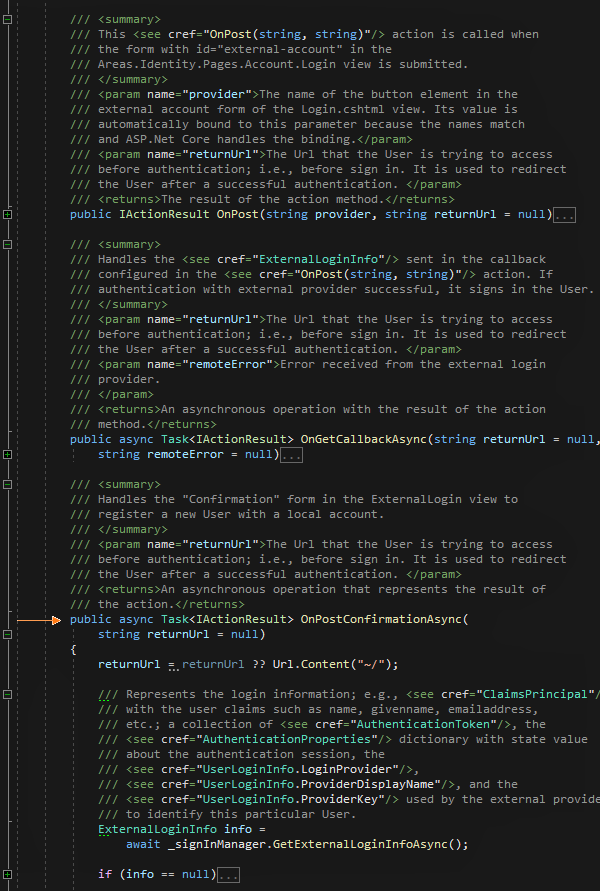 /// <summary>
/// This <see cref="OnPost(string, string)"/> action is called when
/// the form with id="external-account" in the
/// Areas.Identity.Pages.Account.Login view is submitted.
/// </summary>
/// <param name="provider">The name of the button element in the
/// external account form of the Login.cshtml view. Its value is
/// automatically bound to this parameter because the names match
/// and ASP.Net Core handles the binding.</param>
/// <param name="returnUrl">The Url that the User is trying to access
/// before authentication; i.e., before sign in. It is used to redirect
/// the User after a successful authentication. </param>
/// <returns>The result of the action method.</returns>
public IActionResult OnPost(string provider, string returnUrl = null)...
/// <summary>
/// Handles the <see cref="ExternalLoginInfo"/> sent in the callback
/// configured in the <see cref="OnPost(string, string)"/> action. If
/// authentication with external provider successful, it signs in the User.
/// </summary>
/// <param name="returnUrl">The Url that the User is trying to access
/// before authentication; i.e., before sign in. It is used to redirect
/// the User after a successful authentication. </param>
/// <param name="remoteError">Error received from the external login
/// provider.
/// </param>
/// <returns>An asynchronous operation with the result of the action
/// method.</returns>
public async Task<IActionResult> OnGetCallbackAsync(string returnUrl = null,
string remoteError = null)...
/// <summary>
/// Handles the "Confirmation" form in the ExternalLogin view to
/// register a new User with a local account.
/// </summary>
/// <param name="returnUrl">The Url that the User is trying to access
/// before authentication; i.e., before sign in. It is used to redirect
/// the User after a successful authentication. </param>
/// <returns>An asynchronous operation that represents the result of
/// the action.</returns>
public async Task<IActionResult> OnPostConfirmationAsync(
string returnUrl = null)
{
returnUrl = returnUrl ?? Url.Content("~/");
/// Represents the login information; e.g., <see cref="ClaimsPrincipal"/
/// with the user claims such as name, givenname, emailaddress,
/// etc.; a collection of <see cref="AuthenticationToken"/>, the
/// <see cref="AuthenticationProperties"/> dictionary with state value
/// about the authentication session, the
/// <see cref="UserLoginInfo.LoginProvider"/>,
/// <see cref="UserLoginInfo.ProviderDisplayName"/>, and the
/// <see cref="UserLoginInfo.ProviderKey"/> used by the external provide
/// to identify this particular User.
ExternalLoginInfo info =
await _signInManager.GetExternalLoginInfoAsync();
if (info == null)...